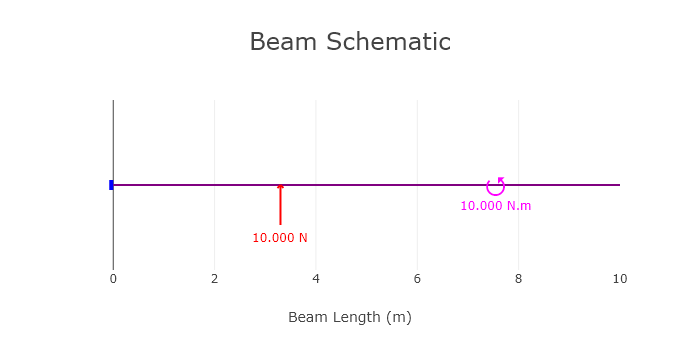 Beam Schematic
10.000 N.m
10.000 N
0 2 4 6 8 10
Beam Length (m)